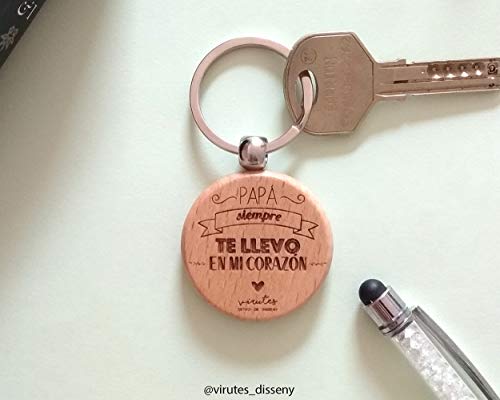 PAPÁ
siempre
TE LLEVO
EN MI CORAZÓN
virutes
@virutes_disseny